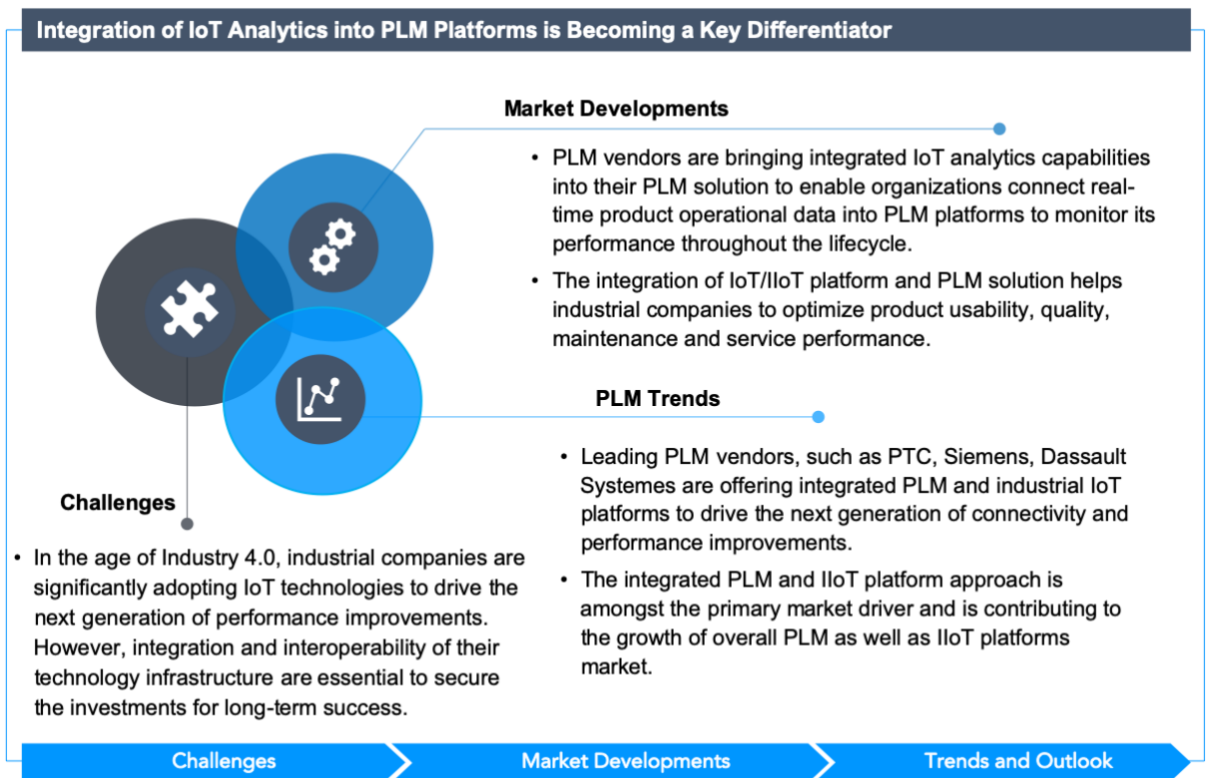 Integration of IoT Analytics into PLM Platforms is Becoming a Key Differentiator
Market Developments
• PLM vendors are bringing integrated IoT analytics capabilities
into their PLM solution to enable organizations connect real-
time product operational data into PLM platforms to monitor its
performance throughout the lifecycle.
• The integration of IoT/IIoT platform and PLM solution helps
industrial companies to optimize product usability, quality,
maintenance and service performance.
PLM Trends
• Leading PLM vendors, such as PTC, Siemens, Dassault
Systemes are offering integrated PLM and industrial IoT
platforms to drive the next generation of connectivity and
performance improvements.
• The integrated PLM and IIoT platform approach is
amongst the primary market driver and is contributing to
the growth of overall PLM as well as IIoT platforms
market.
Challenges
• In the age of Industry 4.0, industrial companies are
significantly adopting IoT technologies to drive the
next generation of performance improvements.
However, integration and interoperability of their
technology infrastructure are essential to secure
the investments for long-term success.
Challenges
Market Developments
Trends and Outlook